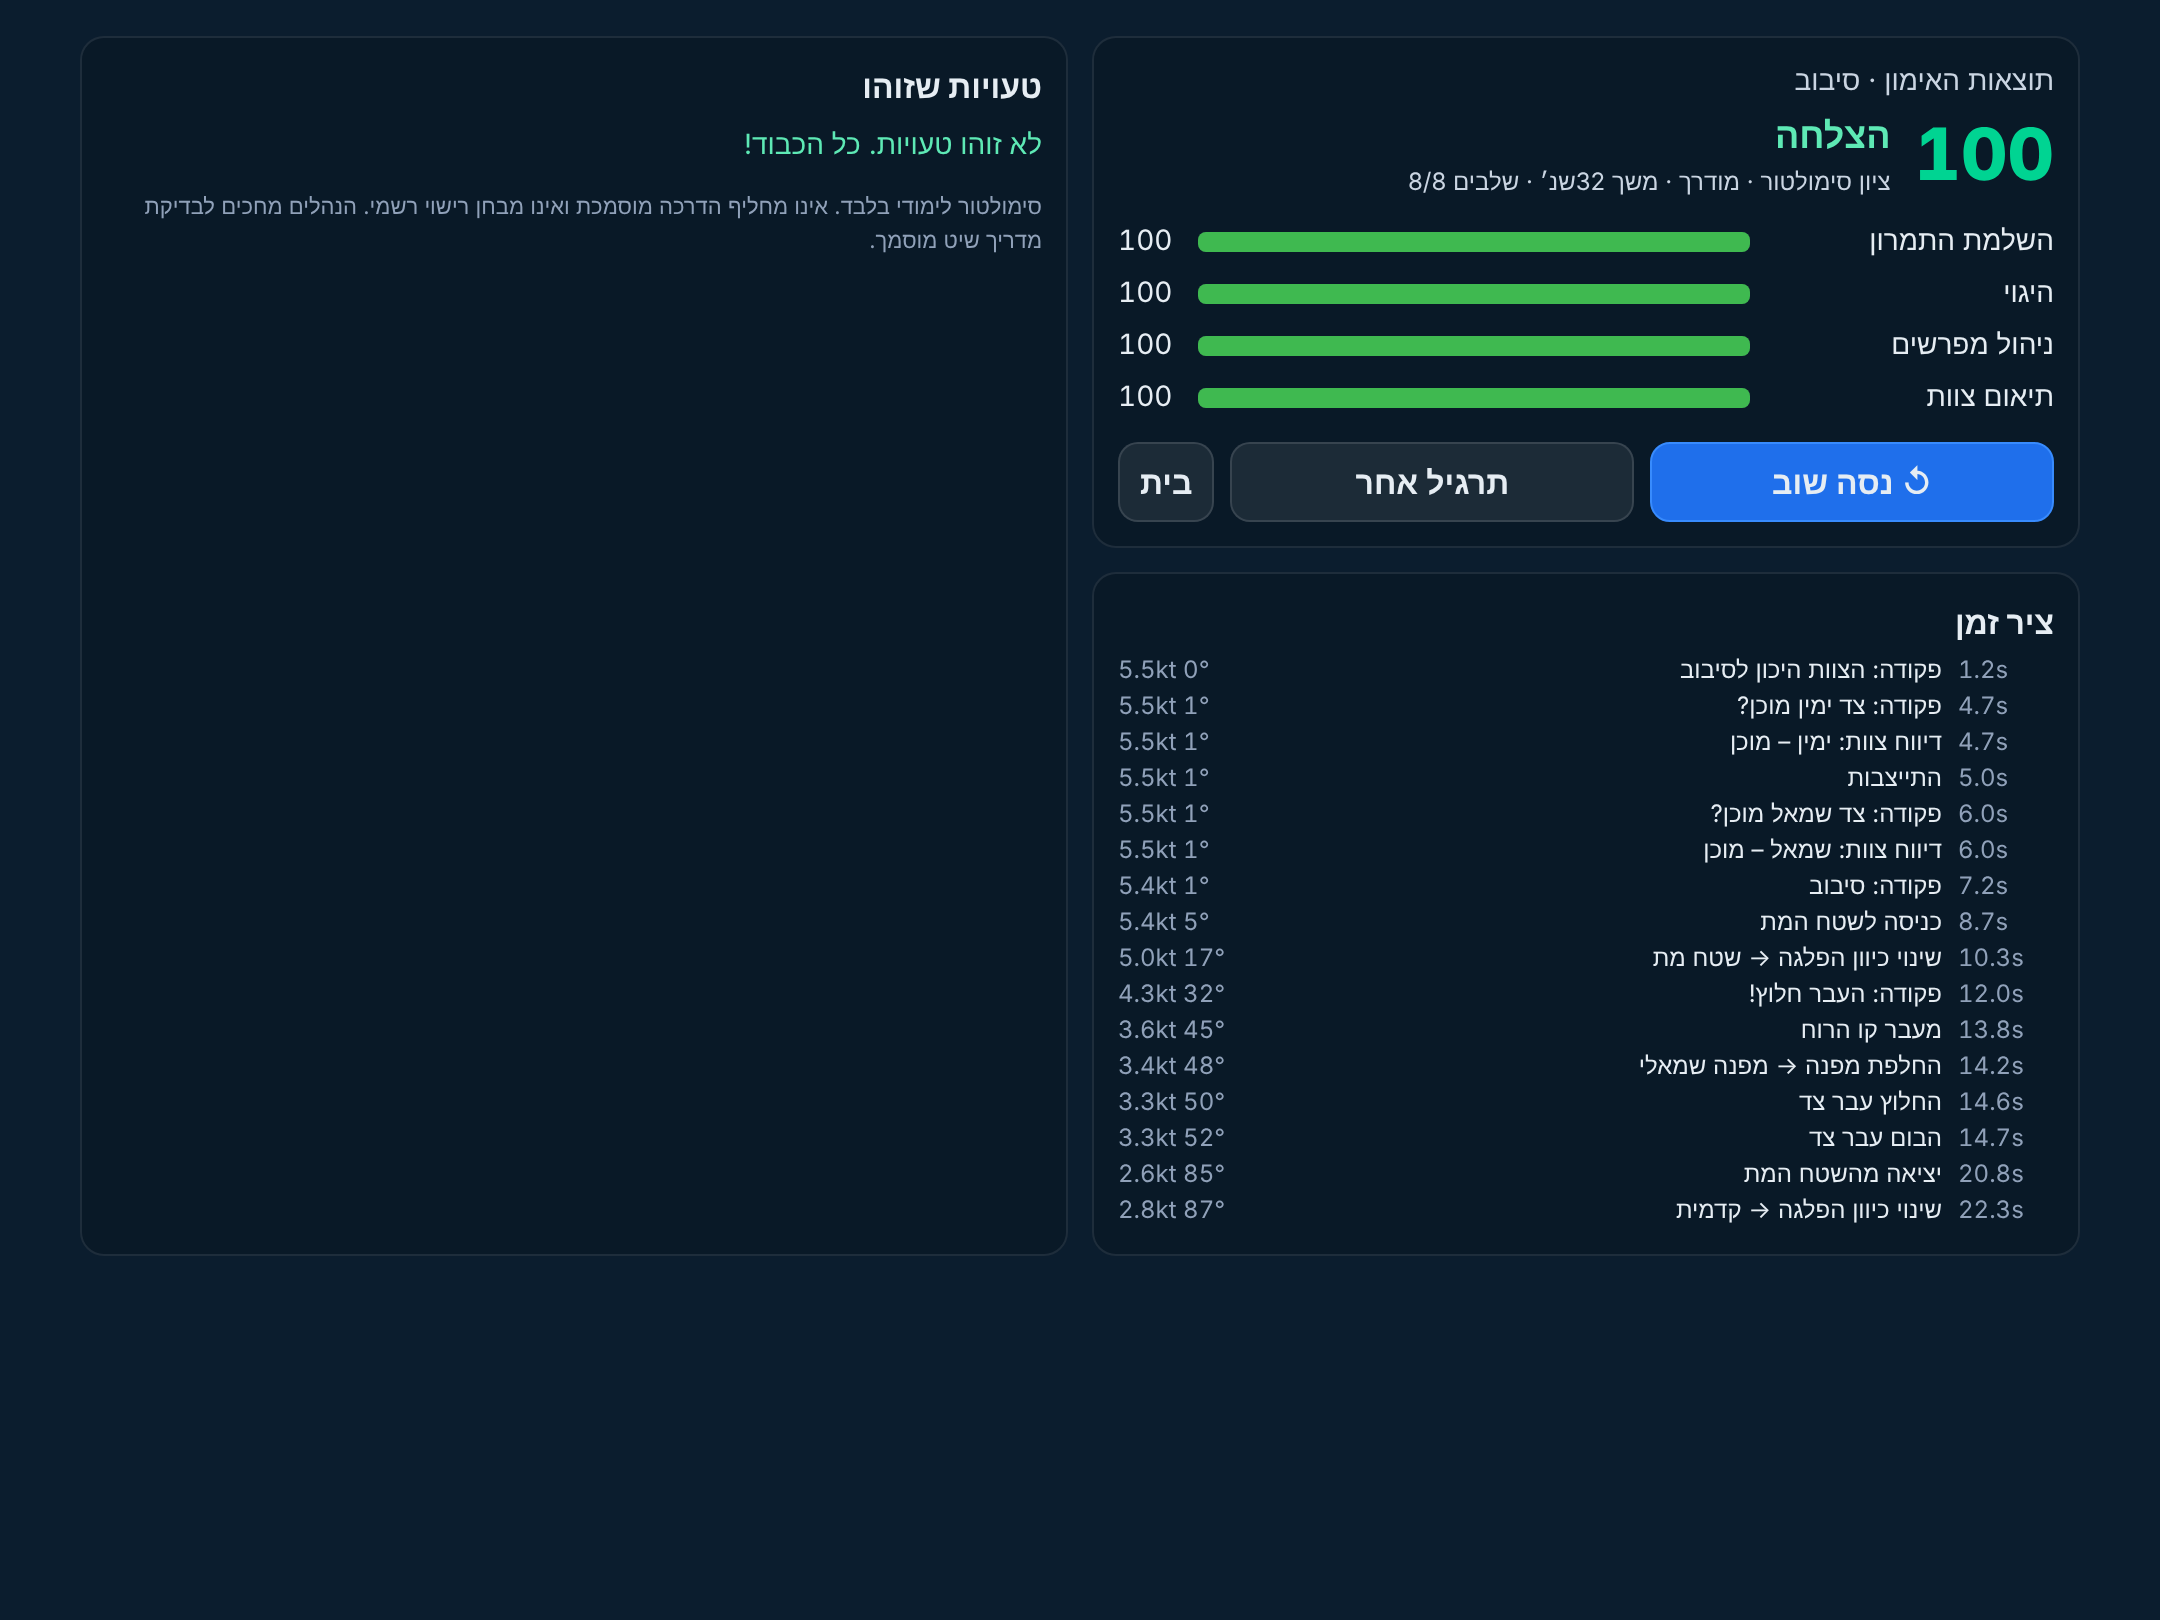 תוצאות האימון · סיבוב
100
הצלחה
ציון סימולטור · מודרך · משך 32שנ׳ · שלבים 8/8
השלמת התמרון 100
היגוי 100
ניהול מפרשים 100
תיאום צוות 100
נסה שוב
תרגיל אחר
בית
ציר זמן
1.2s פקודה: הצוות היכון לסיבוב 5.5kt 0°
4.7s פקודה: צד ימין מוכן? 5.5kt 1°
4.7s דיווח צוות: ימין – מוכן 5.5kt 1°
5.0s התייצבות 5.5kt 1°
6.0s פקודה: צד שמאל מוכן? 5.5kt 1°
6.0s דיווח צוות: שמאל – מוכן 5.5kt 1°
7.2s פקודה: סיבוב 5.4kt 1°
8.7s כניסה לשטח המת 5.4kt 5°
10.3s שינוי כיוון הפלגה → שטח מת 5.0kt 17°
12.0s פקודה: העבר חלוץ! 4.3kt 32°
13.8s מעבר קו הרוח 3.6kt 45°
14.2s החלפת מפנה → מפנה שמאלי 3.4kt 48°
14.6s החלוץ עבר צד 3.3kt 50°
14.7s הבום עבר צד 3.3kt 52°
20.8s יציאה מהשטח המת 2.6kt 85°
22.3s שינוי כיוון הפלגה → קדמית 2.8kt 87°
טעויות שזוהו
לא זוהו טעויות. כל הכבוד!
סימולטור לימודי בלבד. אינו מחליף הדרכה מוסמכת ואינו מבחן רישוי רשמי. הנהלים מחכים לבדיקת
מדריך שיט מוסמך.